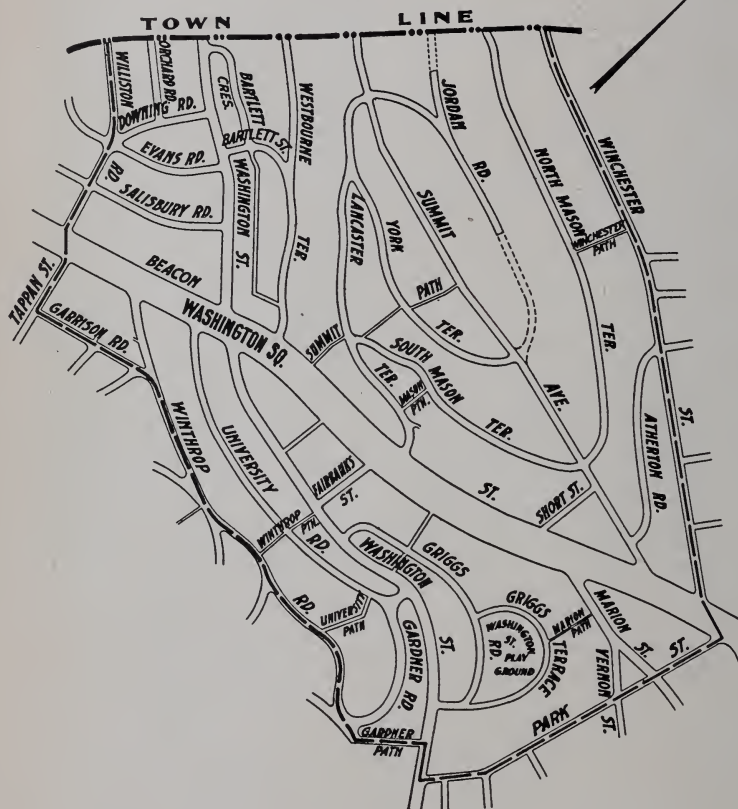 TOWN LINE
WILLISTON
RD.
ORCHARD RD.
DOWNING RD.
BARTLETT
CRES.
BARTLETT ST.
EVANS RD.
SALISBURY RD.
WASHINGTON
ST.
WESTBOURNE
TER.
JORDAN
RD.
NORTH MASON
TER.
WINCHESTER
ST.
WINCHESTER
PATH
SUMMIT
AVE.
LANCASTER
TER.
YORK
TER.
SUMMIT
PATH
SOUTH MASON
TER.
MASON
PTH.
BEACON
ST.
WASHINGTON SQ.
TAPPAN ST.
GARRISON RD.
WINTHROP
RD.
UNIVERSITY
RD.
FAIRBANKS
ST.
WINTHROP
PTH.
SHORT ST.
ATHERTON RD.
WASHINGTON
ST.
GRIGGS
RD.
GRIGGS
TERRACE
WASHINGTON
ST.
PLAY
GROUND
MARION
PATH
MARION
ST.
VERNON
ST.
PARK
ST.
UNIVERSITY
PATH
GARDNER RD.
GARDNER
PATH